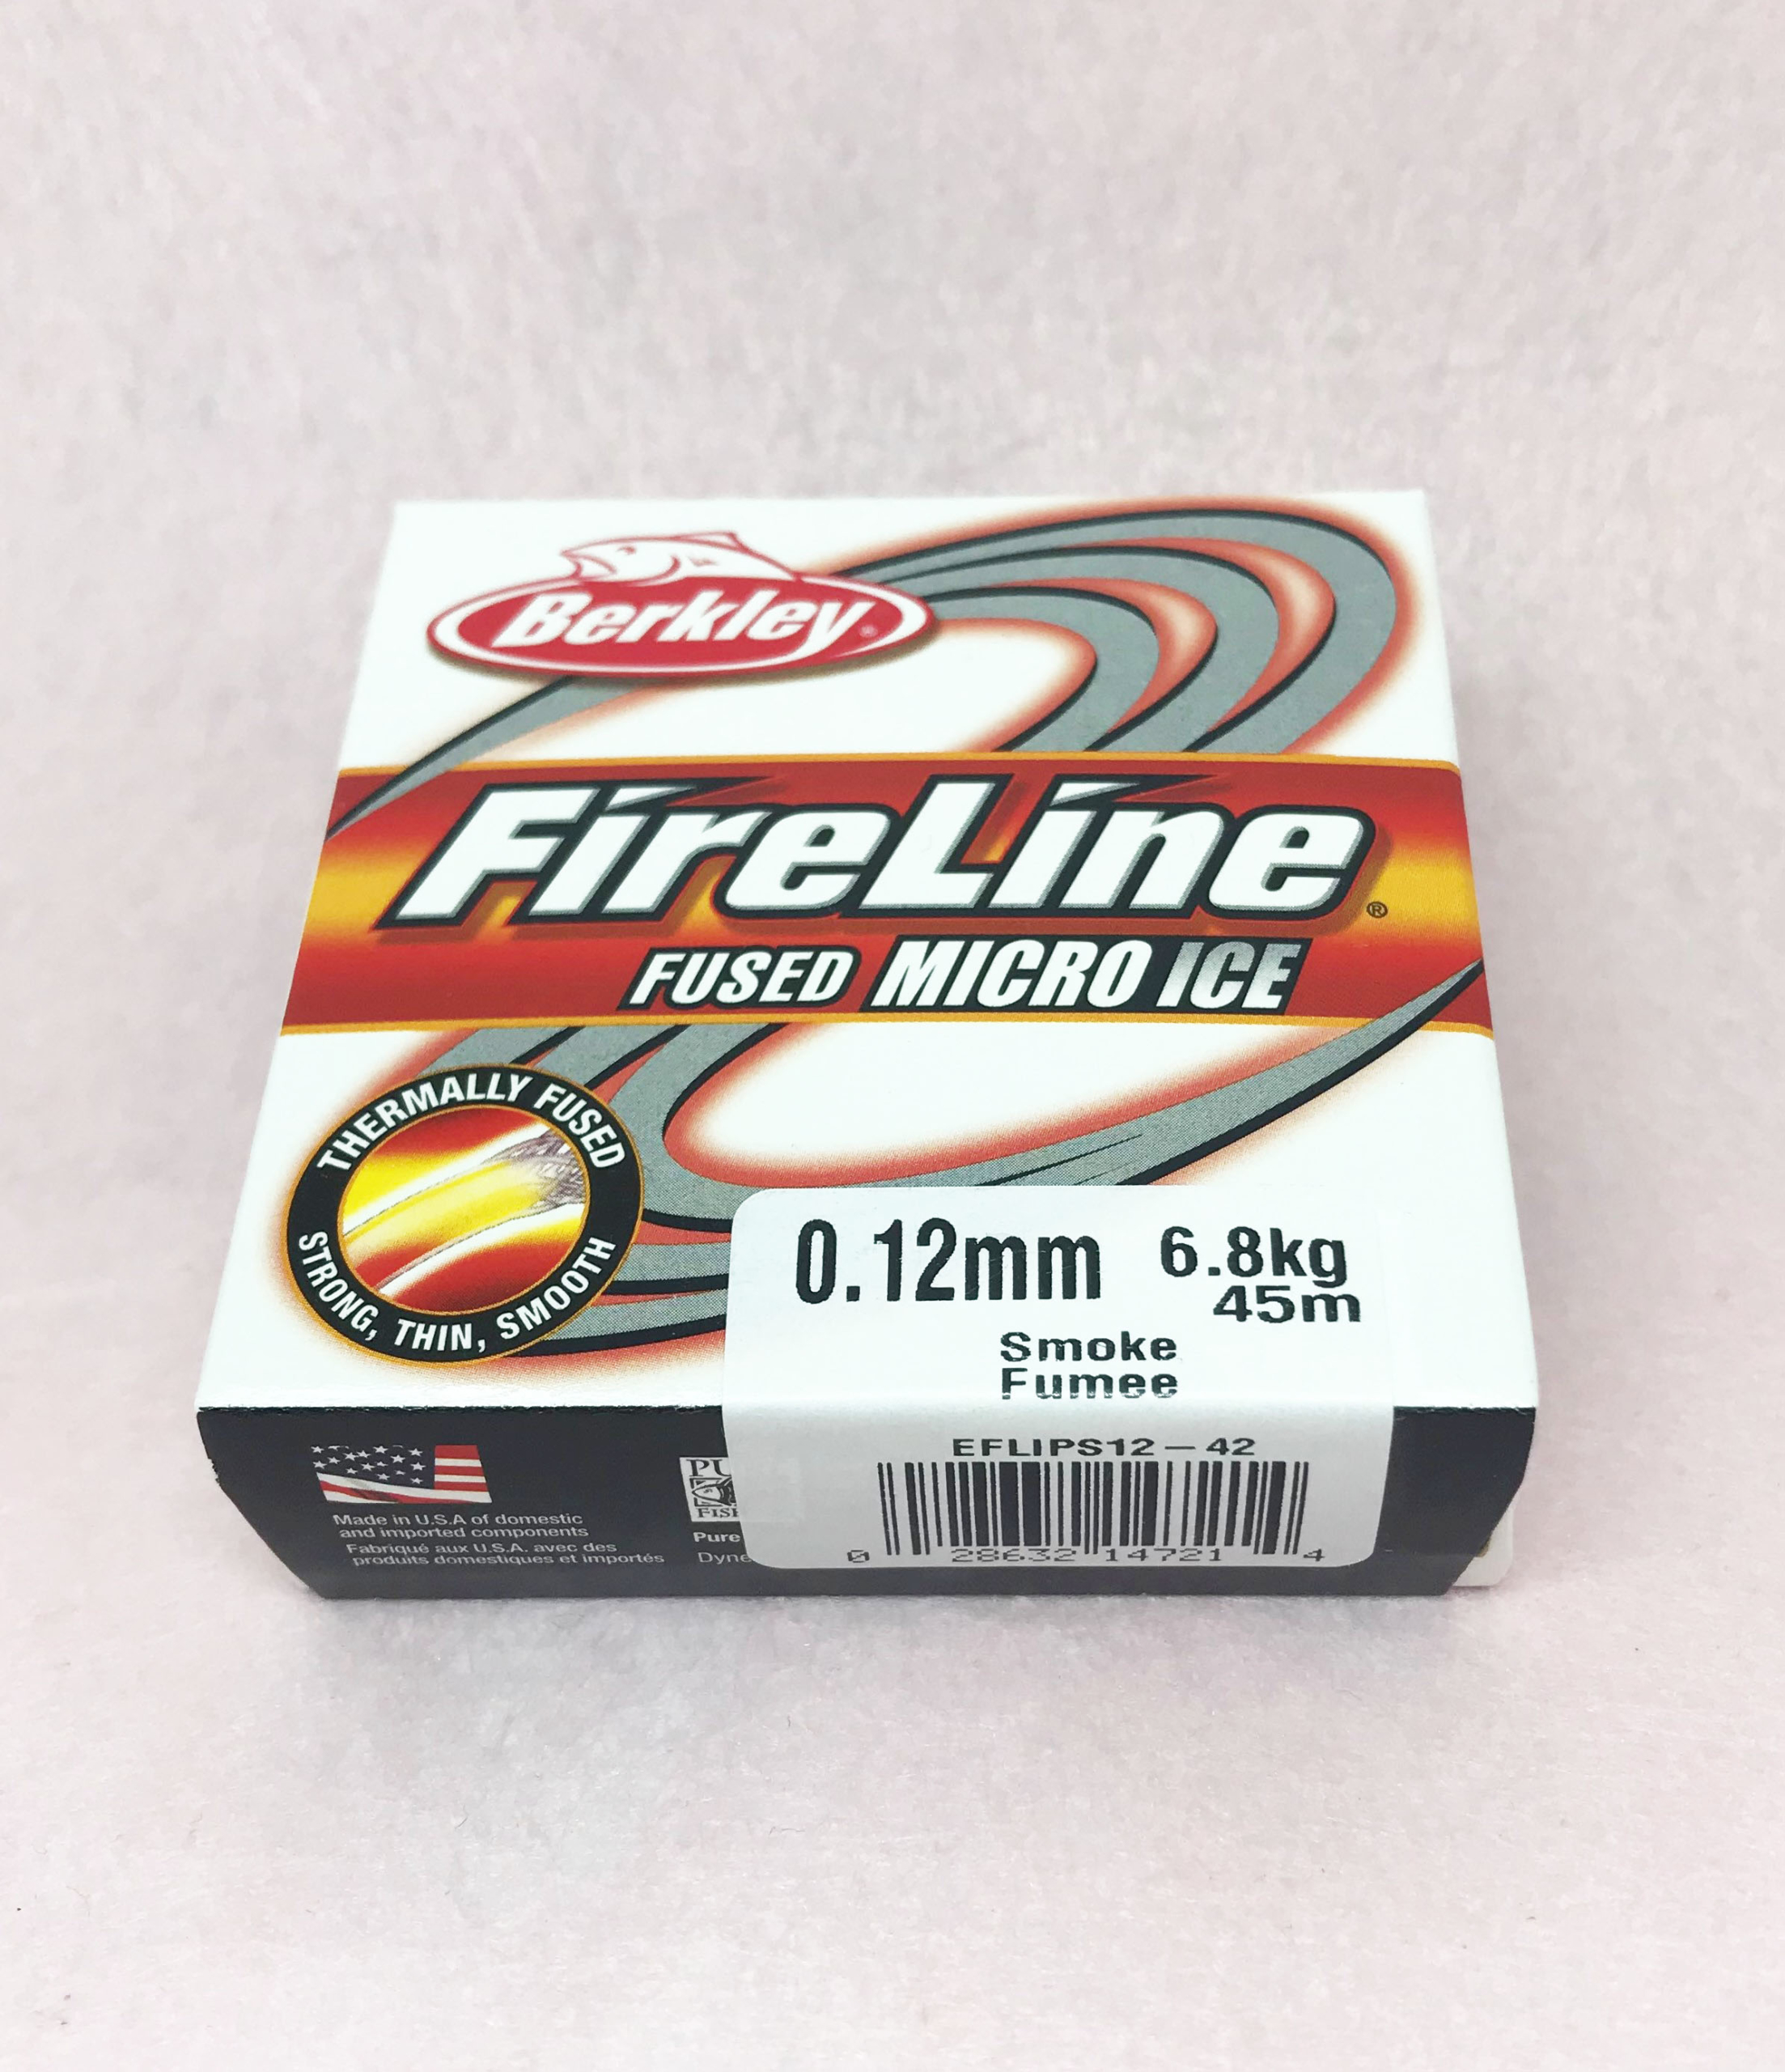 Berkley
FireLine®
FUSED MICRO ICE
THERMALLY FUSED
STRONG, THIN, SMOOTH
0.12mm 6.8kg
45m
Smoke
Fumee
EFLIPS12-42
0 28632 14721 4
Made in U.S.A of domestic
and imported components
Fabriqué aux U.S.A. avec des
produits domestiques et importés
Pure